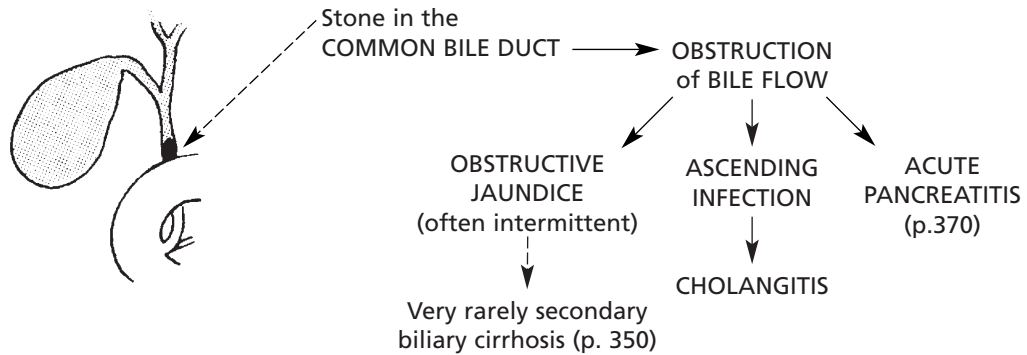 Stone in the
COMMON BILE DUCT
OBSTRUCTION
of BILE FLOW
OBSTRUCTIVE
JAUNDICE
(often intermittent)
ASCENDING
INFECTION
ACUTE
PANCREATITIS
(p.370)
CHOLANGITIS
Very rarely secondary
biliary cirrhosis (p. 350)